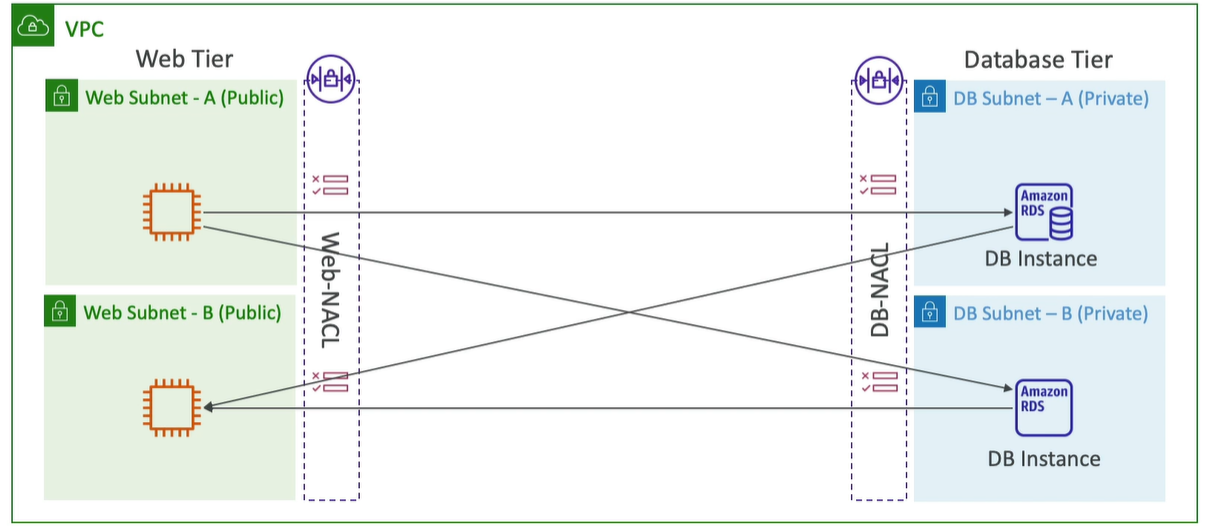 VPC
Web Tier
Database Tier
Web Subnet - A (Public)
DB Subnet – A (Private)
Amazon
RDS
DB Instance
Web-NACL
DB-NACL
Web Subnet - B (Public)
DB Subnet – B (Private)
Amazon
RDS
DB Instance